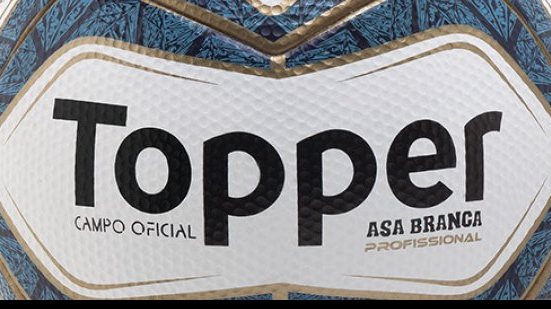 Topper
CAMPO OFICIAL
ASA BRANCA
PROFISSIONAL